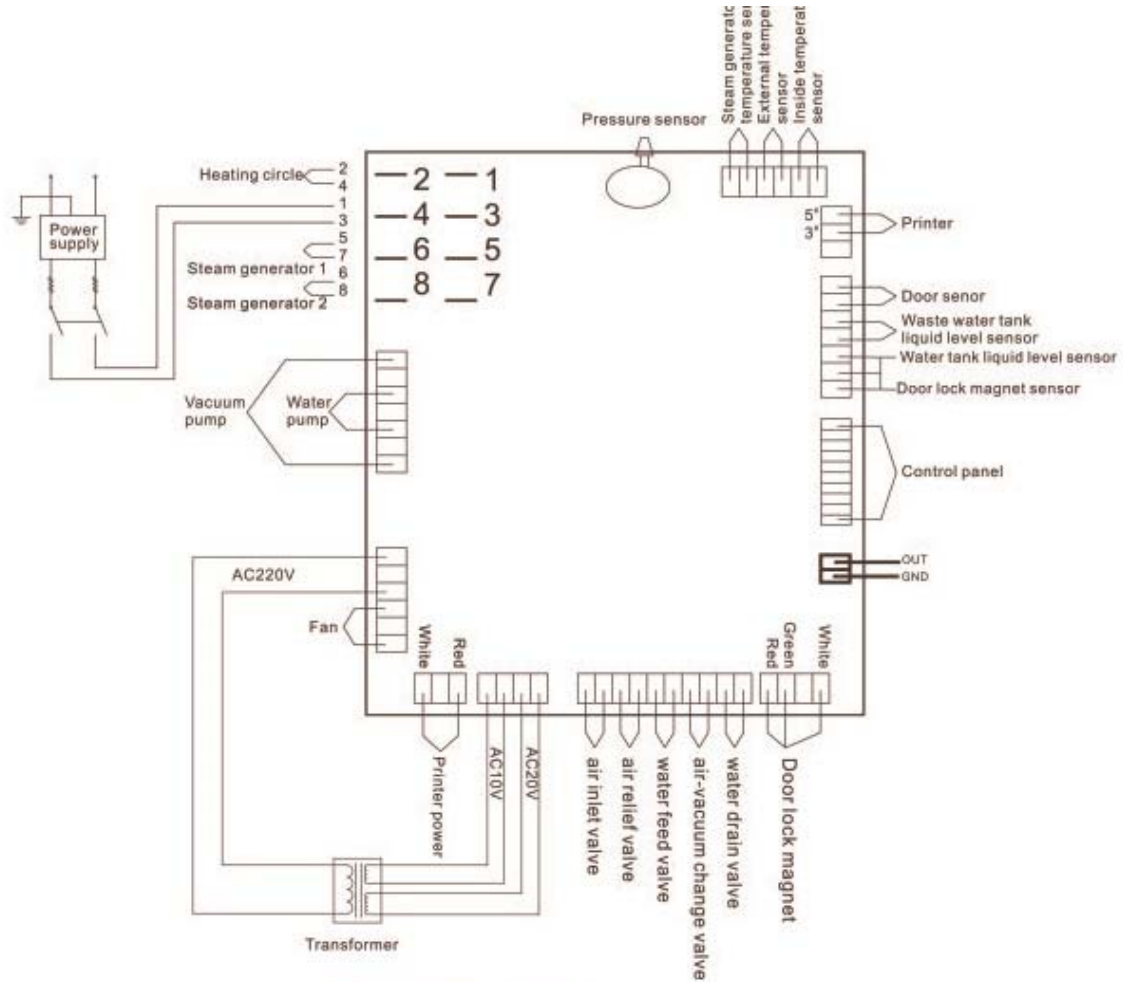 Steam generato
temperature se
External tempe
sensor
Inside tempera
sensor
Pressure sensor
Heating circle
2
4
1
3
5
7
6
8
Steam generator 1
Steam generator 2
Power
supply
2 1
4 3
6 5
8 7
5"
3"
Printer
Door senor
Waste water tank
liquid level sensor
Water tank liquid level sensor
Door lock magnet sensor
Vacuum
pump
Water
pump
Control panel
OUT
GND
AC220V
Fan
White
Red
Red
Green
White
Printer power
AC10V
AC20V
air inlet valve
air relief valve
water feed valve
air-vacuum change valve
water drain valve
Door lock magnet
Transformer